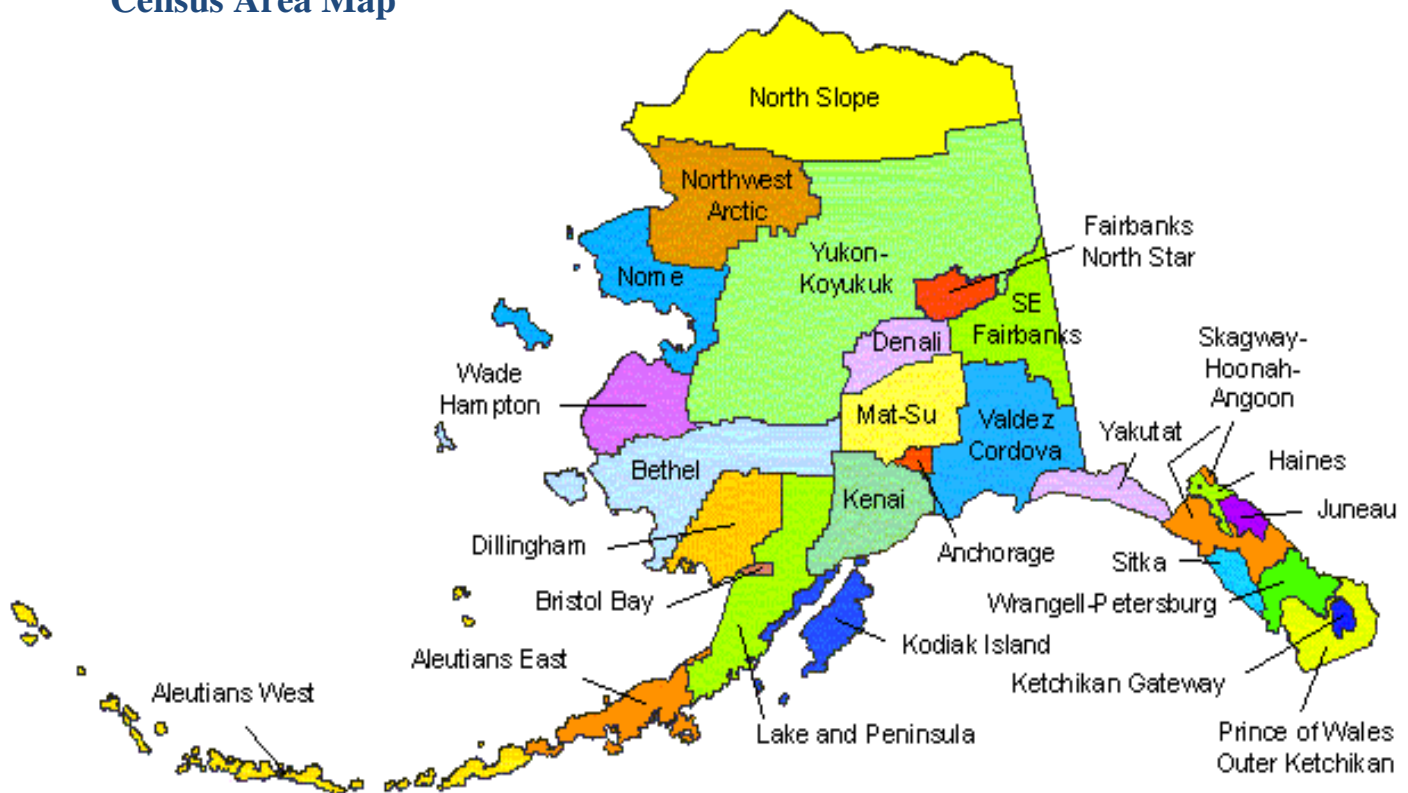 Census Area Map
North Slope
Northwest
Arctic
Fairbanks
North Star
Yukon-
Koyukuk
Nome
SE
Fairbanks
Denali
Skagway-
Hoonah-
Angoon
Wade
Hampton
Mat-Su
Valdez
Cordova
Yakutat
Haines
Bethel
Kenai
Juneau
Dillingham
Anchorage
Sitka
Bristol Bay
Wrangell-Petersburg
Kodiak Island
Aleutians East
Ketchikan Gateway
Aleutians West
Lake and Peninsula
Prince of Wales
Outer Ketchikan